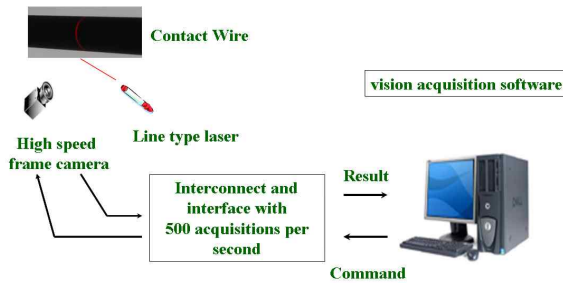 Contact Wire
vision acquisition software
Line type laser
High speed
frame camera
Interconnect and
interface with
500 acquisitions per
second
Result
Command